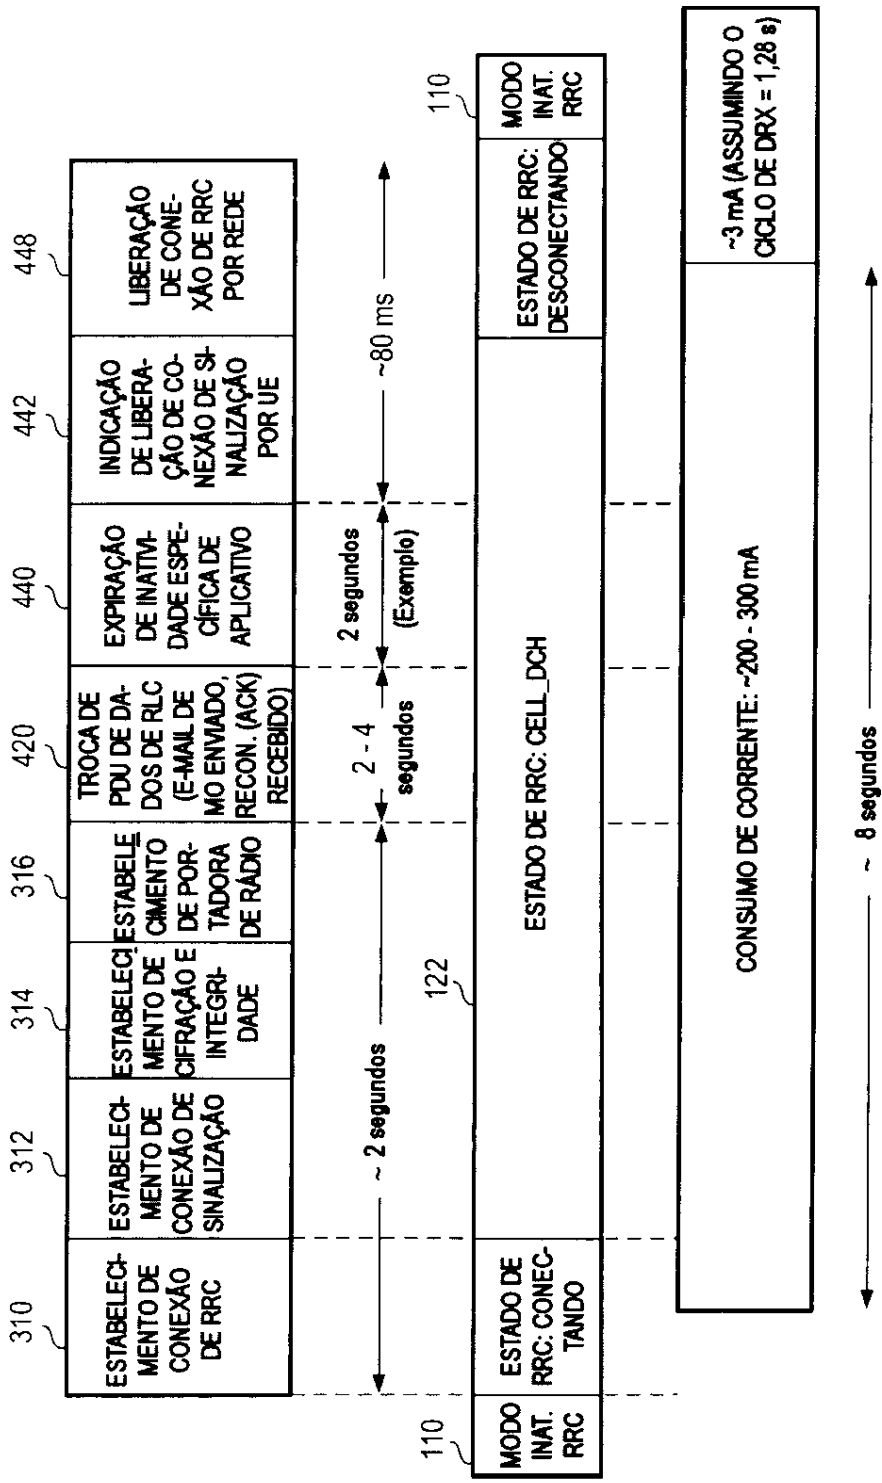 310
ESTABELECI-
MENTO DE
CONEXÃO
DE RRC
312
ESTABELECI-
MENTO DE
CONEXÃO DE
SINALIZAÇÃO
314
ESTABELECI
MENTO DE
CIFRAÇÃO E
INTEGRI-
DADE
316
ESTABELE
CIMENTO
DE POR-
TADORA
DE RÁDIO
420
TROCA DE
PDU DE DA-
DOS DE RLC
(E-MAIL DE
MO ENVIADO,
RECON. (ACK)
RECEBIDO)
440
EXPIRAÇÃO
DE INATIVI-
DADE ESPE-
CÍFICA DE
APLICATIVO
442
INDICAÇÃO
DE LIBERA-
ÇÃO DE CO-
NEXÃO DE SI-
NALIZAÇÃO
POR UE
448
LIBERAÇÃO
DE CONE-
XÃO DE RRC
POR REDE
~ 2 segundos
2 - 4
segundos
2 segundos
(Exemplo)
~80 ms
110
MODO
INAT.
RRC
ESTADO DE
RRC: CONEC-
TANDO
122
ESTADO DE RRC: CELL_DCH
ESTADO DE RRC:
DESCONECTANDO
110
MODO
INAT.
RRC
CONSUMO DE CORRENTE: ~200 - 300 mA
~3 mA (ASSUMINDO O
CICLO DE DRX = 1,28 s)
~ 8 segundos